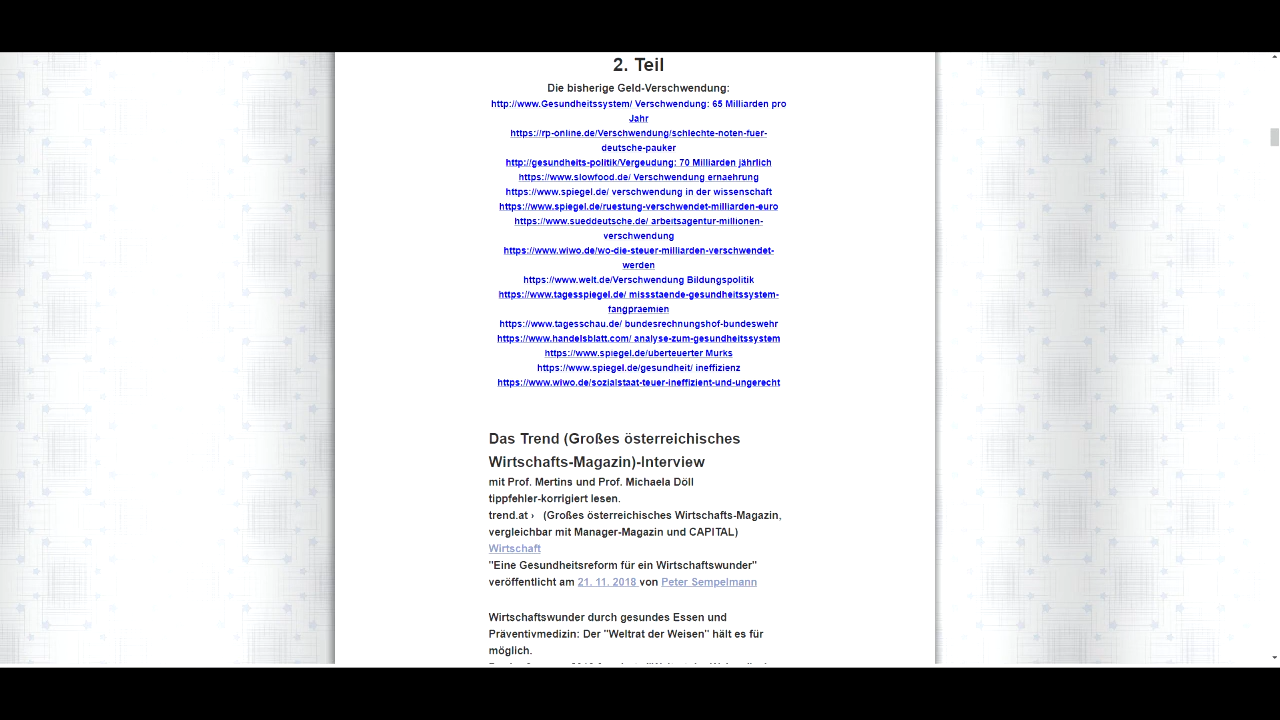 2. Teil
Die bisherige Geld-Verschwendung:
http://www.Gesundheitssystem/ Verschwendung: 65 Milliarden pro
Jahr
https://rp-online.de/Verschwendung/schlechte-noten-fuer-
deutsche-pauker
http://gesundheits-politik/Vergeudung: 70 Milliarden jährlich
https://www.slowfood.de/ Verschwendung ernaehrung
https://www.spiegel.de/ verschwendung in der wissenschaft
https://www.spiegel.de/ruestung-verschwendet-milliarden-euro
https://www.sueddeutsche.de/ arbeitsagentur-millionen-
verschwendung
https://www.wiwo.de/wo-die-steuer-milliarden-verschwendet-
werden
https://www.welt.de/Verschwendung Bildungspolitik
https://www.tagesspiegel.de/ missstaende-gesundheitssystem-
fangpraemien
https://www.tagesschau.de/ bundesrechnungshof-bundeswehr
https://www.handelsblatt.com/ analyse-zum-gesundheitssystem
https://www.spiegel.de/uberteuerter Murks
https://www.spiegel.de/gesundheit/ ineffizienz
https://www.wiwo.de/sozialstaat-teuer-ineffizient-und-ungerecht
Das Trend (Großes österreichisches
Wirtschafts-Magazin)-Interview
mit Prof. Mertins und Prof. Michaela Döll
tippfehler-korrigiert lesen.
trend.at › (Großes österreichisches Wirtschafts-Magazin,
vergleichbar mit Manager-Magazin und CAPITAL)
Wirtschaft
"Eine Gesundheitsreform für ein Wirtschaftswunder"
veröffentlicht am 21. 11. 2018 von Peter Sempelmann
Wirtschaftswunder durch gesundes Essen und
Präventivmedizin: Der "Weltrat der Weisen" hält es für
möglich.